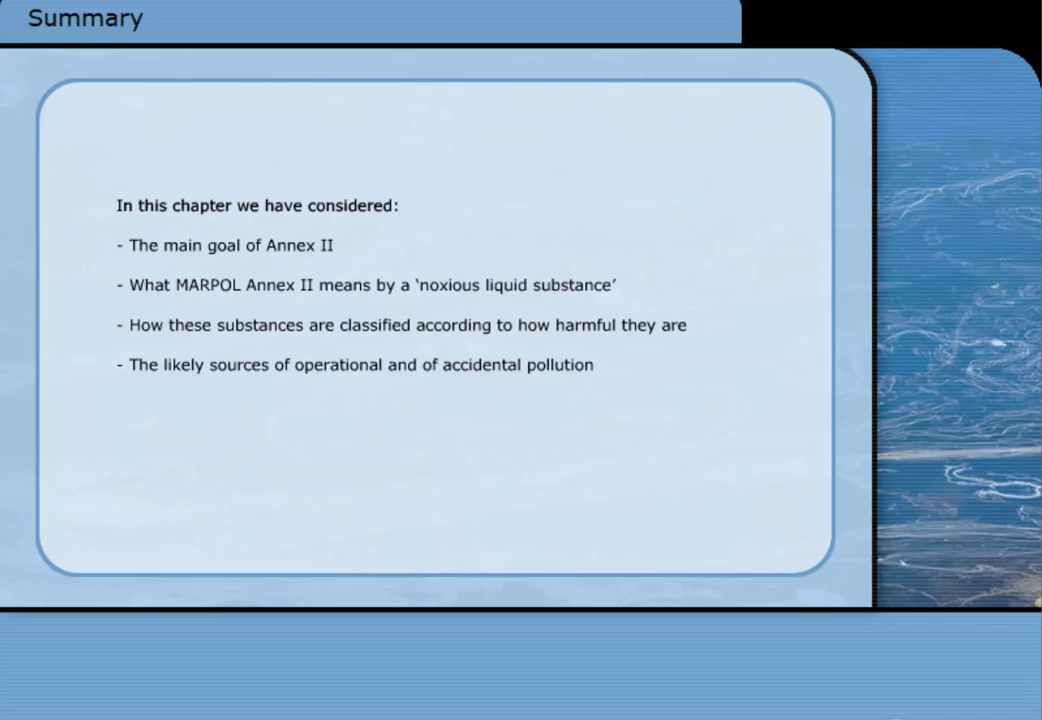 Summary
In this chapter we have considered:
- The main goal of Annex II
- What MARPOL Annex II means by a ‘noxious liquid substance’
- How these substances are classified according to how harmful they are
- The likely sources of operational and of accidental pollution